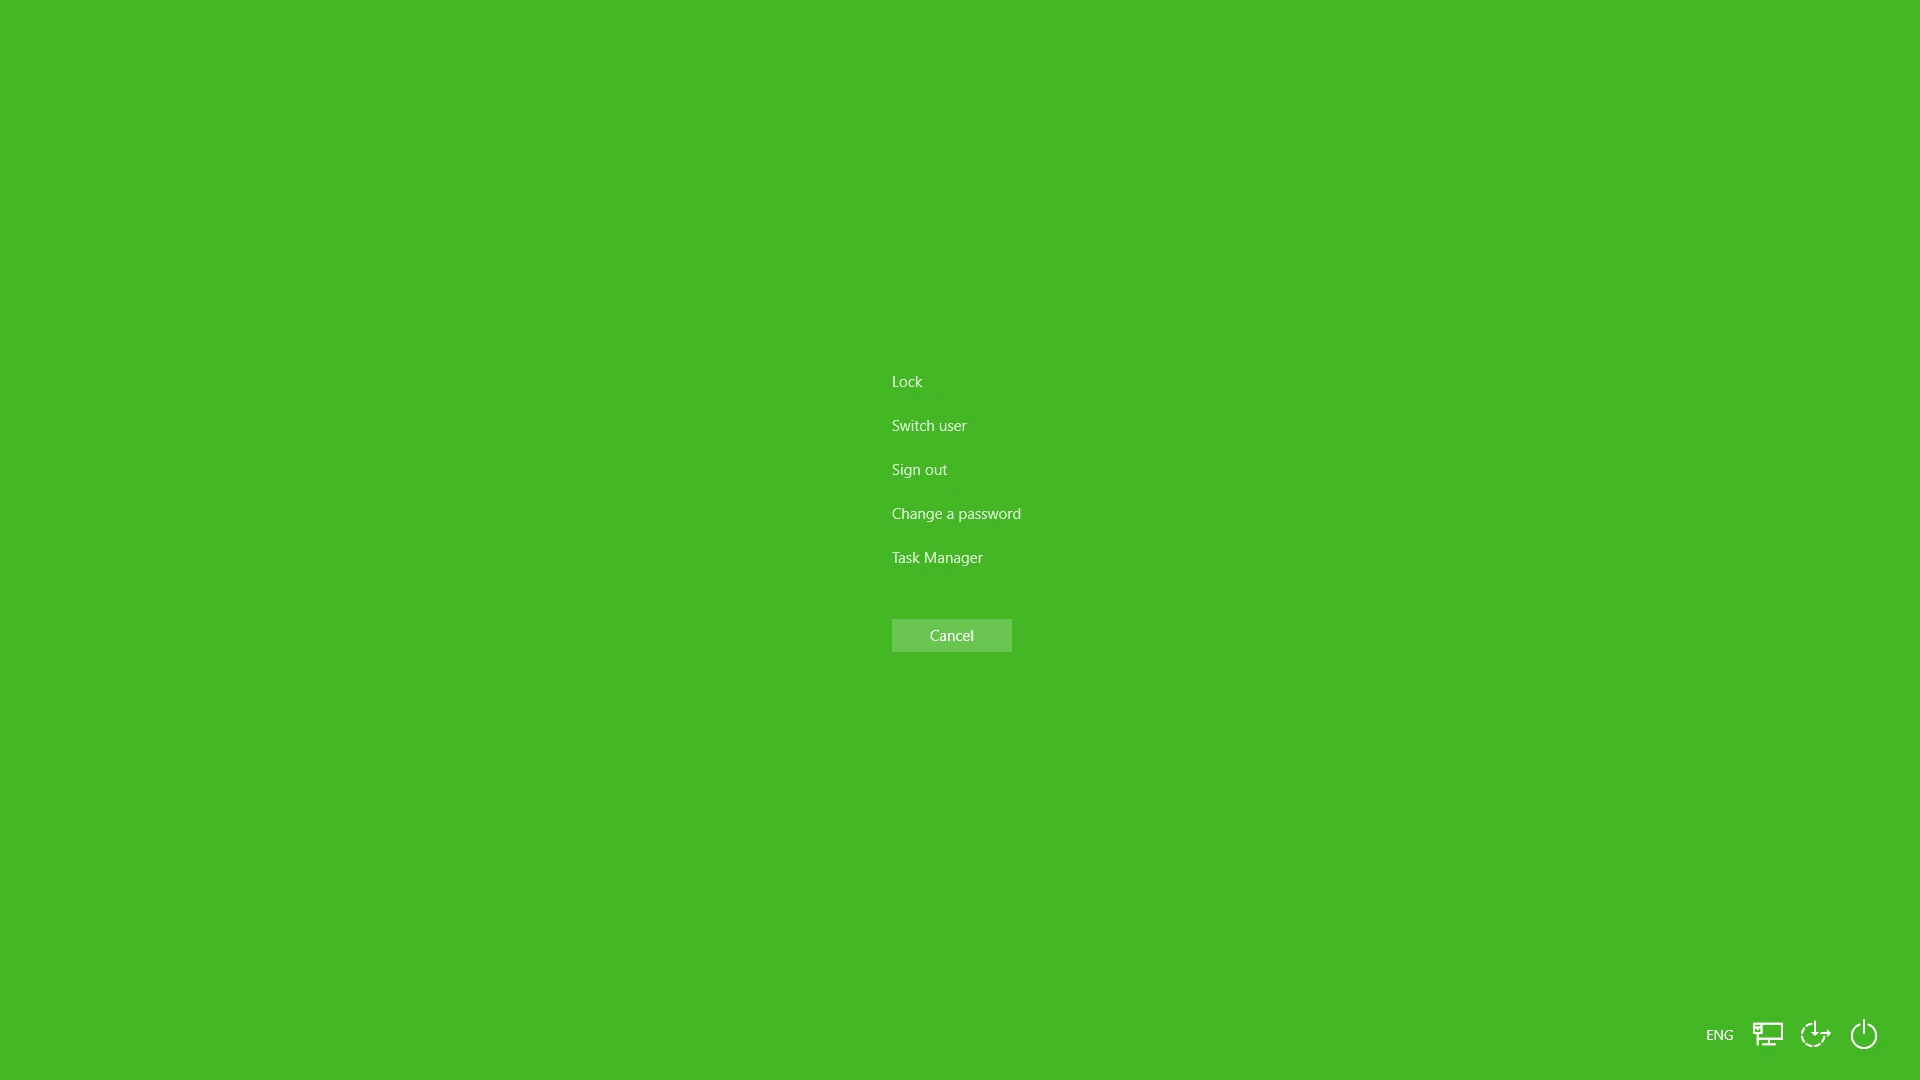 Lock
Switch user
Sign out
Change a password
Task Manager
Cancel
ENG